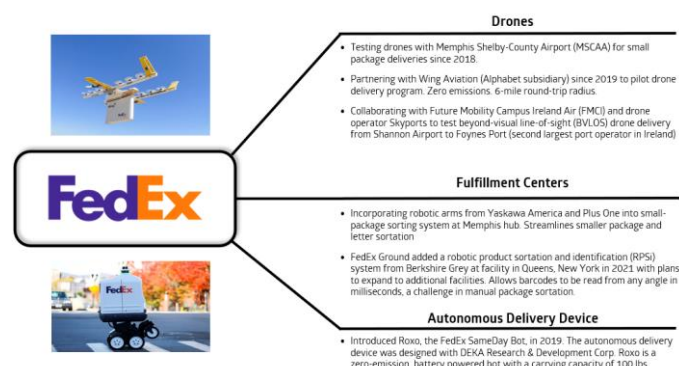 Drones
• Testing drones with Memphis Shelby-County Airport (MSCAA) for small
package deliveries since 2018.
• Partnering with Wing Aviation (Alphabet subsidiary) since 2019 to pilot drone
delivery program. Zero emissions. 6-mile round-trip radius.
• Collaborating with Future Mobility Campus Ireland Air (FMCI) and drone
operator Skyports to test beyond-visual line-of-sight (BVLOS) drone delivery
from Shannon Airport to Foynes Port (second largest port operator in Ireland)
FedEx
Fulfillment Centers
• Incorporating robotic arms from Yaskawa America and Plus One into small-
package sorting system at Memphis hub. Streamlines smaller package and
letter sortation
• FedEx Ground added a robotic product sortation and identification (RPSi)
system from Berkshire Grey at facility in Queens, New York in 2021 with plans
to expand to additional facilities. Allows barcodes to be read from any angle in
milliseconds, a challenge in manual package sortation.
FedEx
Autonomous Delivery Device
• Introduced Roxo, the FedEx SameDay Bot, in 2019. The autonomous delivery
device was designed with DEKA Research & Development Corp. Roxo is a
zero-emission, battery powered bot with a carrying capacity of 100 lbs